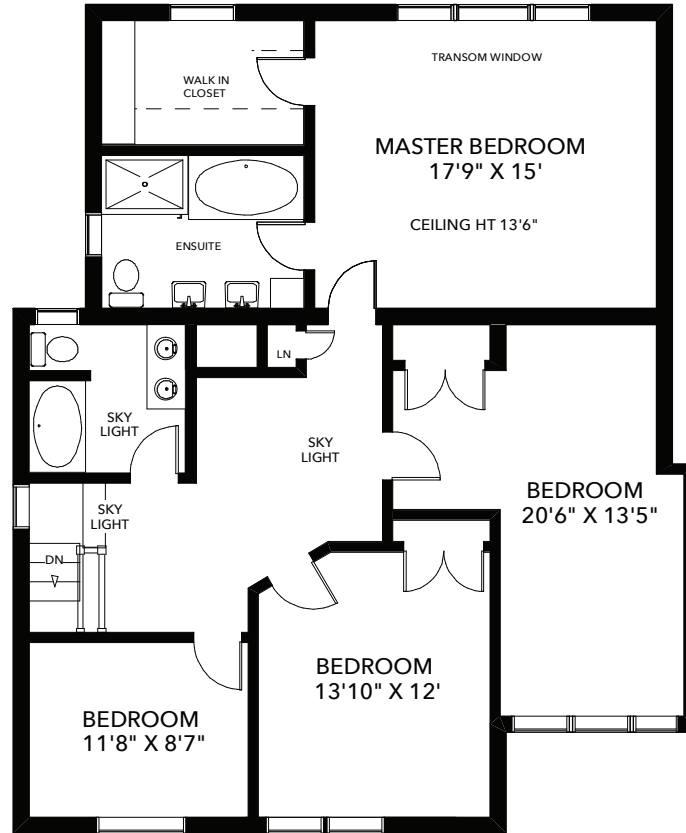 WALK IN
CLOSET
TRANSOM WINDOW
MASTER BEDROOM
17'9" X 15'
CEILING HT 13'6"
ENSUITE
LN
SKY
LIGHT
SKY
LIGHT
SKY
LIGHT
DN
BEDROOM
20'6" X 13'5"
BEDROOM
13'10" X 12'
BEDROOM
11'8" X 8'7"